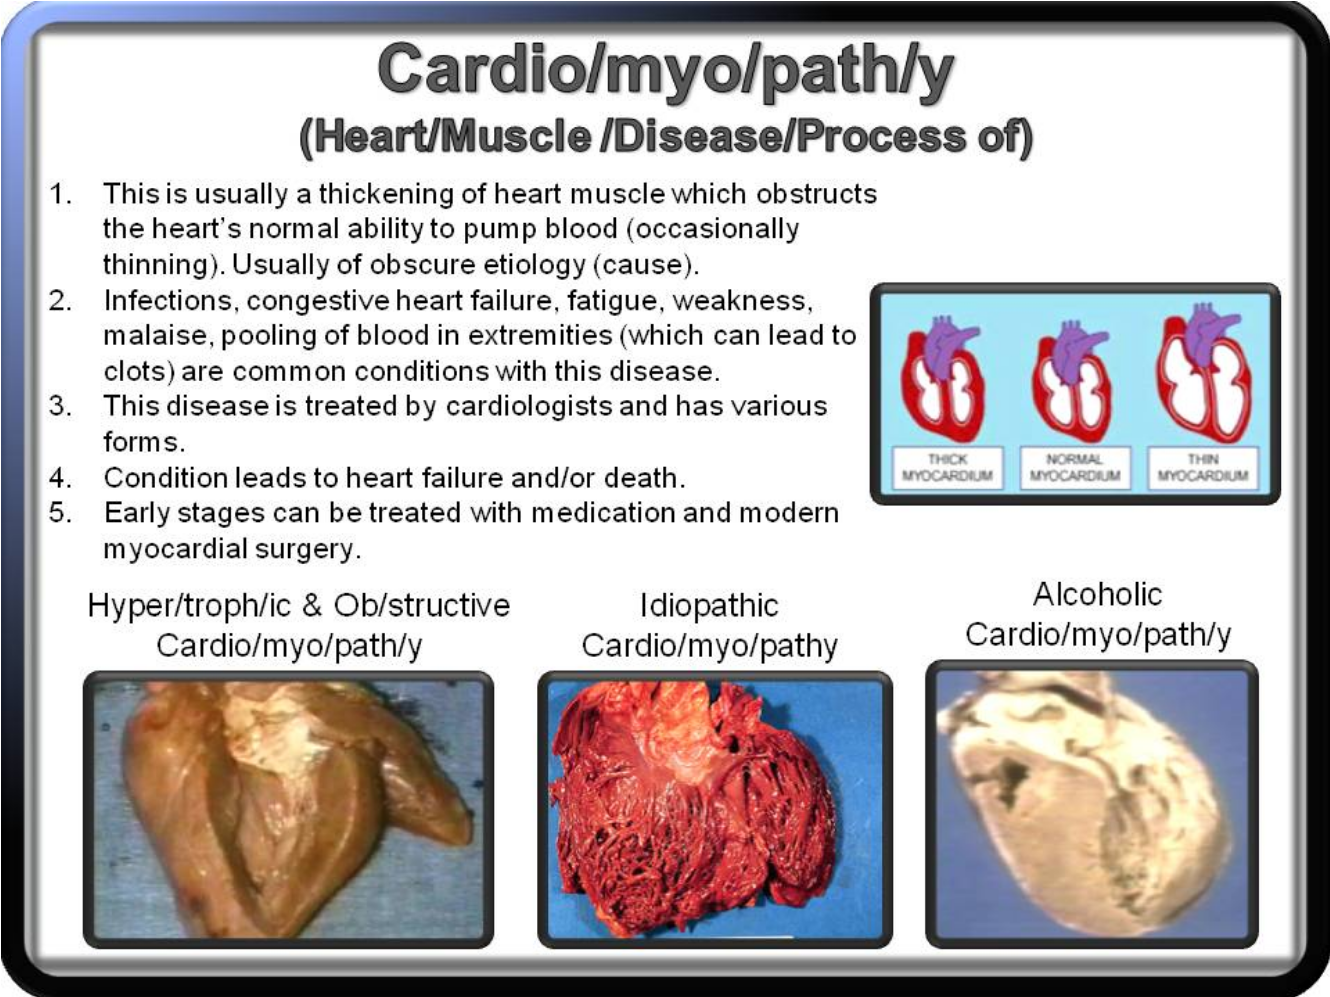 Cardio/myo/path/y
(Heart/Muscle /Disease/Process of)
1. This is usually a thickening of heart muscle which obstructs
the heart's normal ability to pump blood (occasionally
thinning). Usually of obscure etiology (cause).
2. Infections, congestive heart failure, fatigue, weakness,
malaise, pooling of blood in extremities (which can lead to
clots) are common conditions with this disease.
3. This disease is treated by cardiologists and has various
forms.
4. Condition leads to heart failure and/or death.
5. Early stages can be treated with medication and modern
myocardial surgery.
THICK
MYOCARDIUM
NORMAL
MYOCARDIUM
THIN
MYOCARDIUM
Hyper/troph/ic & Ob/structive
Cardio/myo/path/y
Idiopathic
Cardio/myo/pathy
Alcoholic
Cardio/myo/path/y